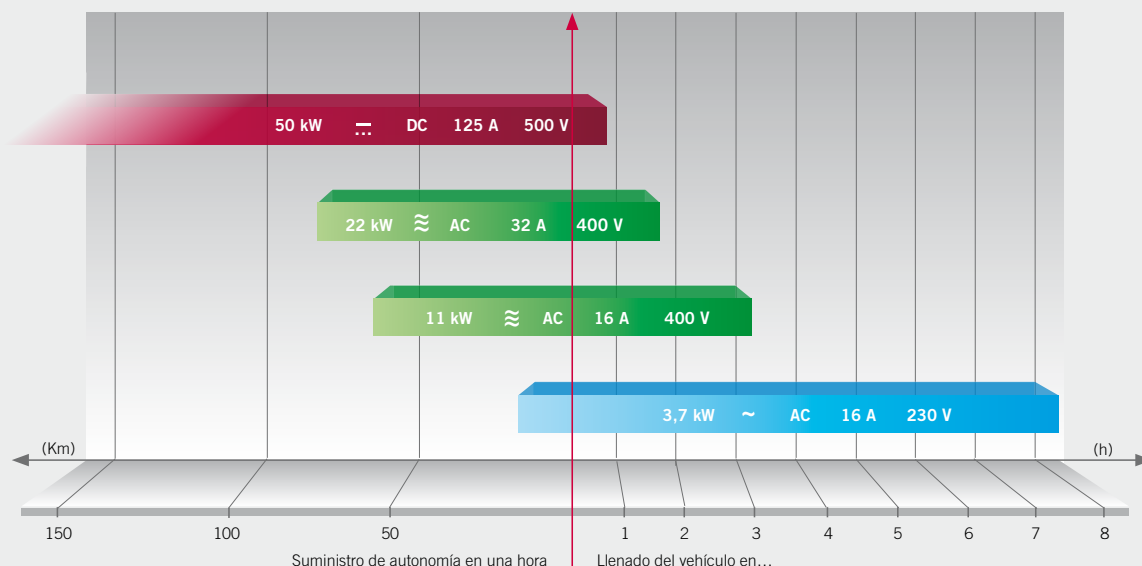 50 kW ⎓ DC 125 A 500 V
22 kW ≋ AC 32 A 400 V
11 kW ≋ AC 16 A 400 V
3,7 kW ~ AC 16 A 230 V
(Km) (h)
150 100 50 1 2 3 4 5 6 7 8
Suministro de autonomía en una hora Llenado del vehículo en...